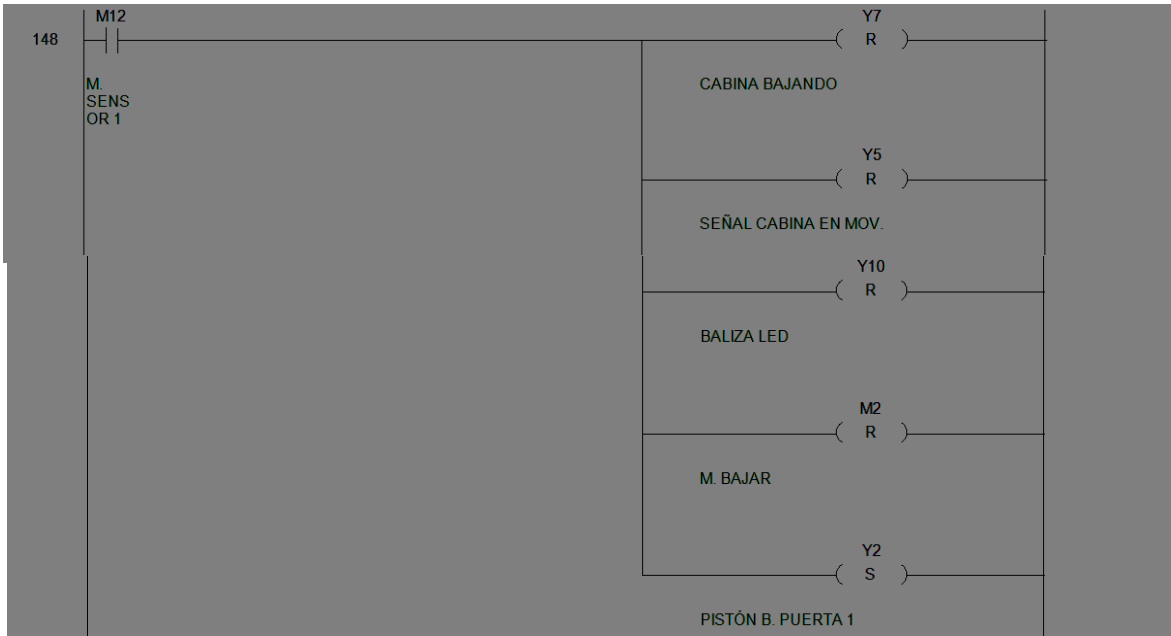 M12
Y7
148
R
M.
SENS
OR 1
CABINA BAJANDO
Y5
R
SEÑAL CABINA EN MOV.
Y10
R
BALIZA LED
M2
R
M. BAJAR
Y2
S
PISTÓN B. PUERTA 1